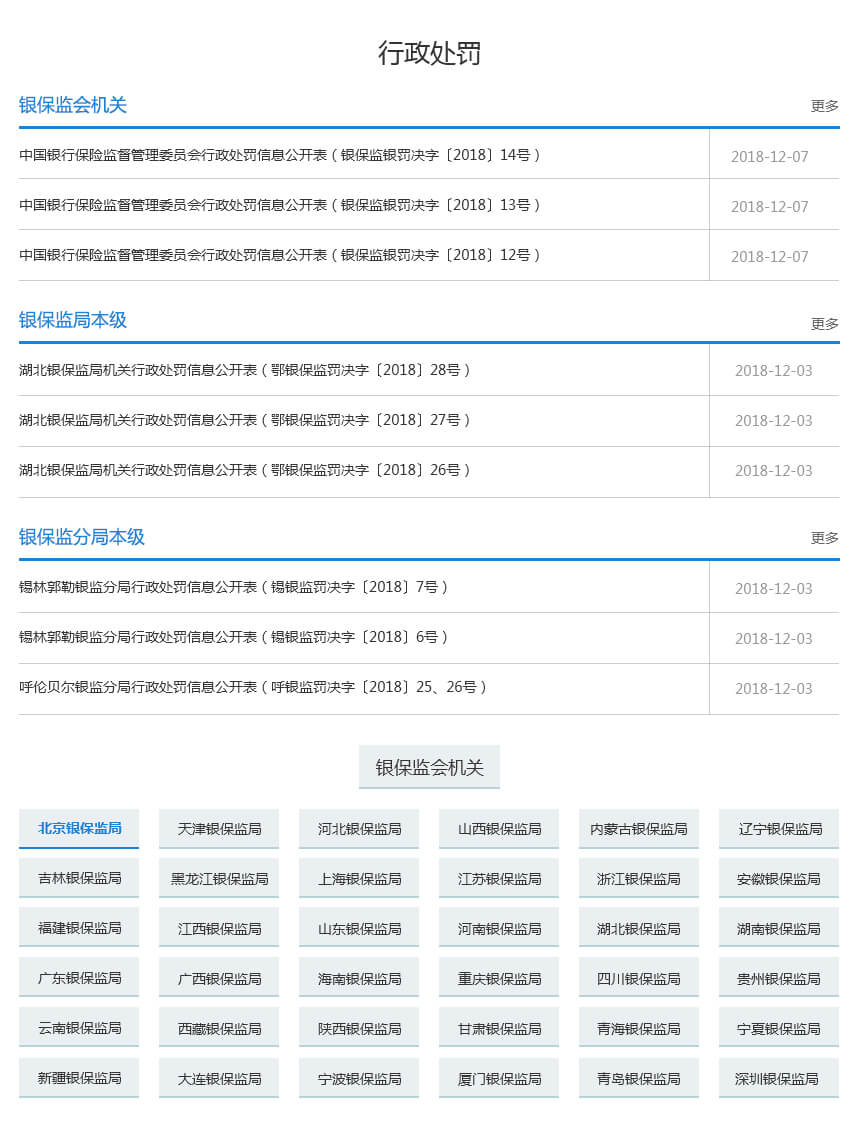 行政处罚
银保监会机关 更多
中国银行保险监督管理委员会行政处罚信息公开表（银保监银罚决字〔2018〕14号） 2018-12-07
中国银行保险监督管理委员会行政处罚信息公开表（银保监银罚决字〔2018〕13号） 2018-12-07
中国银行保险监督管理委员会行政处罚信息公开表（银保监银罚决字〔2018〕12号） 2018-12-07
银保监局本级 更多
湖北银保监局机关行政处罚信息公开表（鄂银保监罚决字〔2018〕28号） 2018-12-03
湖北银保监局机关行政处罚信息公开表（鄂银保监罚决字〔2018〕27号） 2018-12-03
湖北银保监局机关行政处罚信息公开表（鄂银保监罚决字〔2018〕26号） 2018-12-03
银保监分局本级 更多
锡林郭勒银监分局行政处罚信息公开表（锡银监罚决字〔2018〕7号） 2018-12-03
锡林郭勒银监分局行政处罚信息公开表（锡银监罚决字〔2018〕6号） 2018-12-03
呼伦贝尔银监分局行政处罚信息公开表（呼银监罚决字〔2018〕25、26号） 2018-12-03
银保监会机关
北京银保监局 天津银保监局 河北银保监局 山西银保监局 内蒙古银保监局 辽宁银保监局
吉林银保监局 黑龙江银保监局 上海银保监局 江苏银保监局 浙江银保监局 安徽银保监局
福建银保监局 江西银保监局 山东银保监局 河南银保监局 湖北银保监局 湖南银保监局
广东银保监局 广西银保监局 海南银保监局 重庆银保监局 四川银保监局 贵州银保监局
云南银保监局 西藏银保监局 陕西银保监局 甘肃银保监局 青海银保监局 宁夏银保监局
新疆银保监局 大连银保监局 宁波银保监局 厦门银保监局 青岛银保监局 深圳银保监局